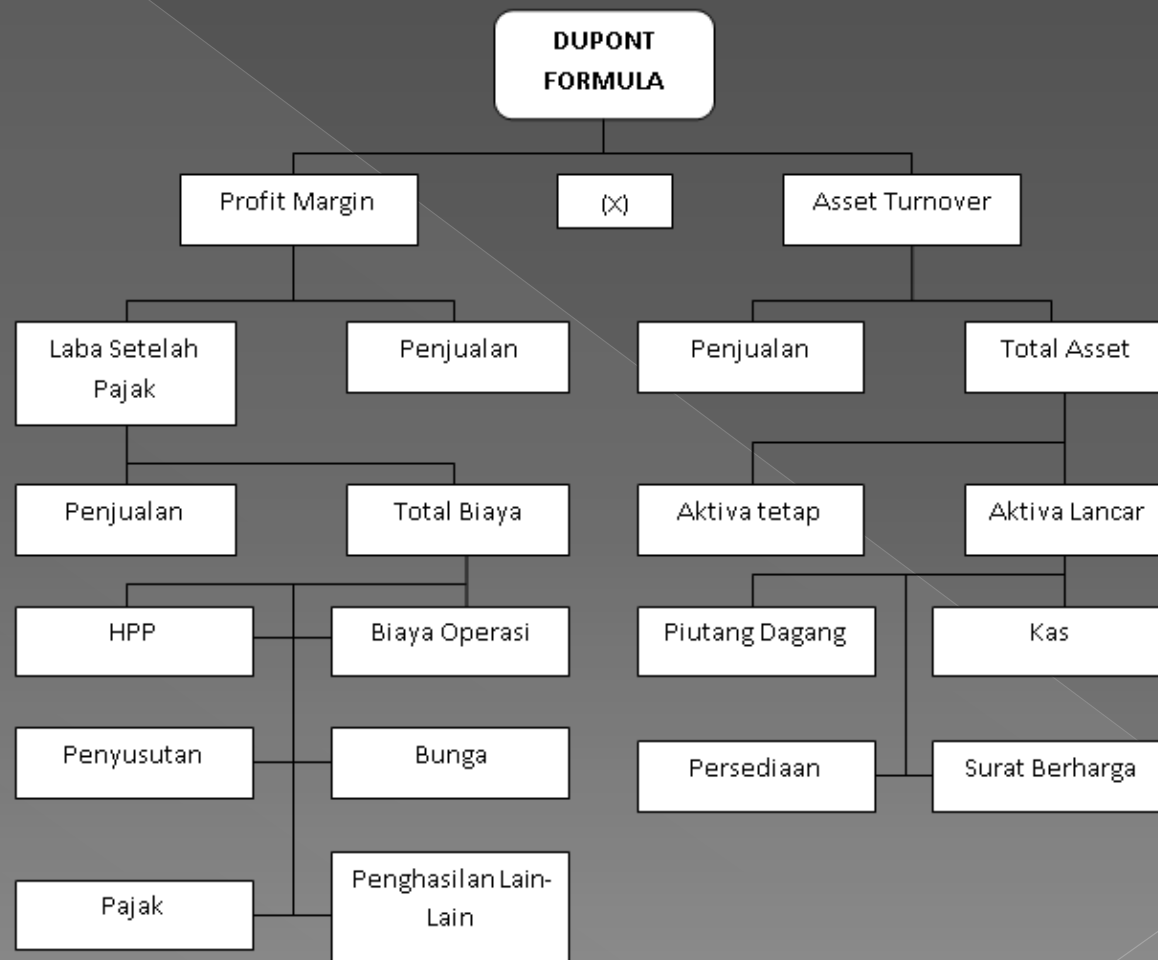 DUPONT
FORMULA
Profit Margin
(X)
Asset Turnover
Laba Setelah
Pajak
Penjualan
Penjualan
Total Asset
Penjualan
Total Biaya
Aktiva tetap
Aktiva Lancar
HPP
Biaya Operasi
Piutang Dagang
Kas
Penyusutan
Bunga
Persediaan
Surat Berharga
Pajak
Penghasilan Lain-
Lain